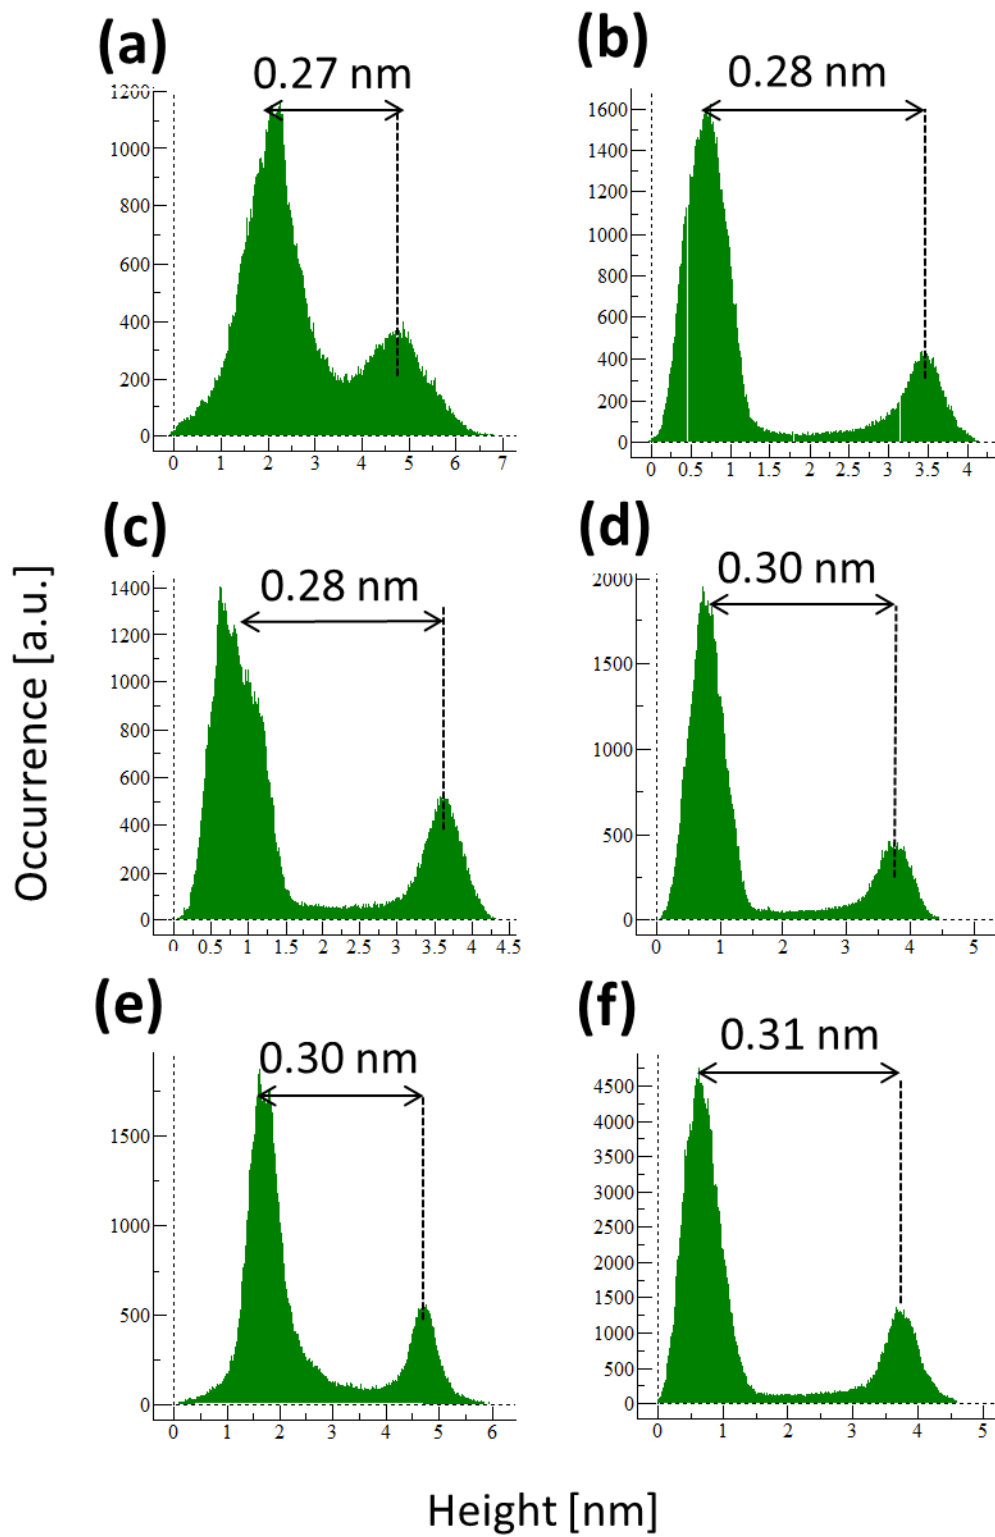 (a)
0.27 nm
1200
1000
800
600
400
200
0
0 1 2 3 4 5 6 7
(b)
0.28 nm
1600
1400
1200
1000
800
600
400
200
0
0 0.5 1 1.5 2 2.5 3 3.5 4
(c)
0.28 nm
1400
1200
1000
800
600
400
200
0
0 0.5 1 1.5 2 2.5 3 3.5 4 4.5
(d)
0.30 nm
2000
1500
1000
500
0
0 1 2 3 4 5
(e)
0.30 nm
1500
1000
500
0
0 1 2 3 4 5 6
(f)
0.31 nm
4500
4000
3500
3000
2500
2000
1500
1000
500
0
0 1 2 3 4 5
Occurrence [a.u.]
Height [nm]